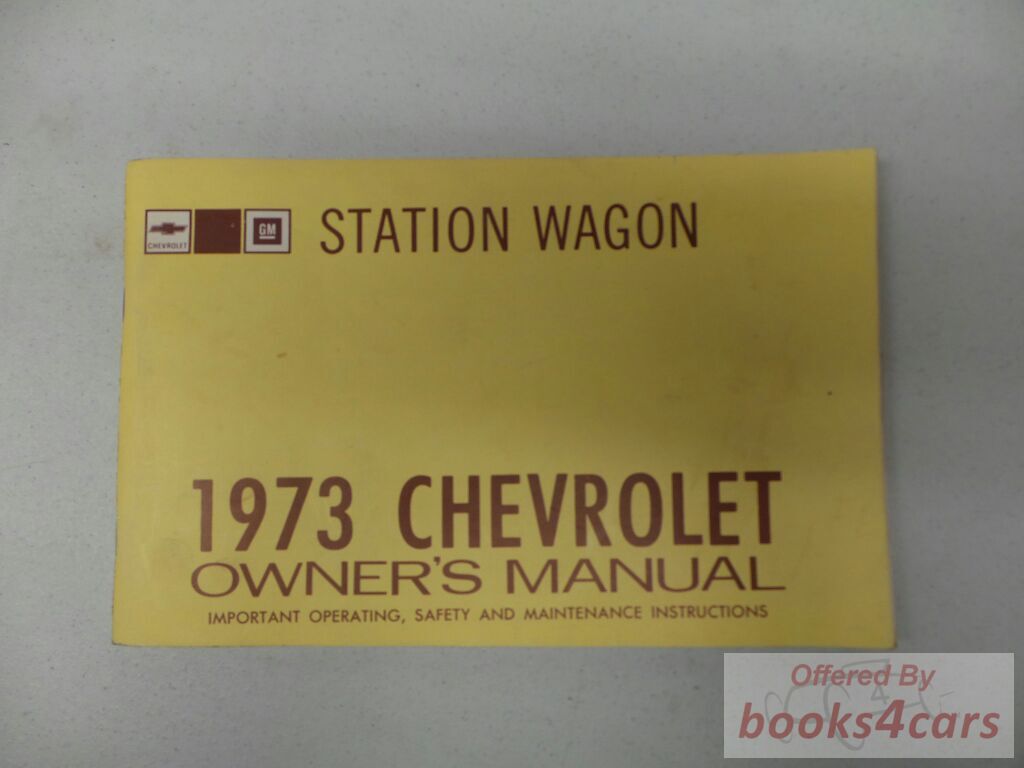 CHEVROLET
GM
STATION WAGON
1973 CHEVROLET
OWNER'S MANUAL
IMPORTANT OPERATING, SAFETY AND MAINTENANCE INSTRUCTIONS
Offered By
books4cars